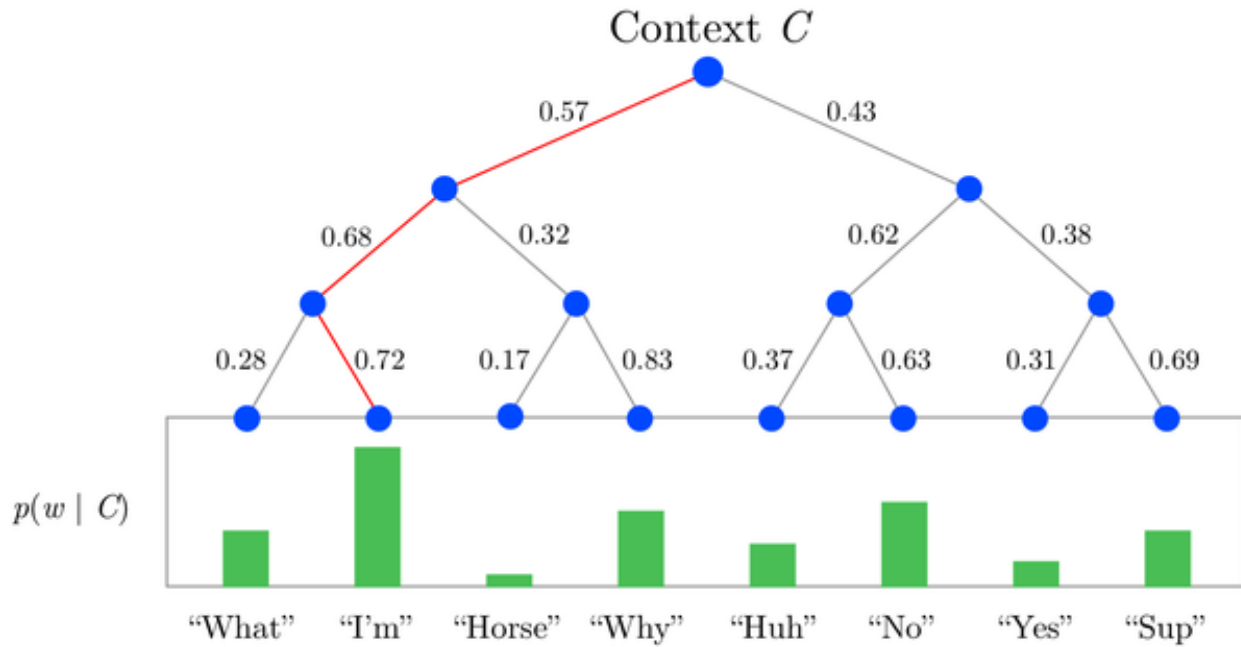 Context C
0.57 0.43
0.68 0.32 0.62 0.38
0.28 0.72 0.17 0.83 0.37 0.63 0.31 0.69
p(w | C)
“What” “I'm” “Horse” “Why” “Huh” “No” “Yes” “Sup”